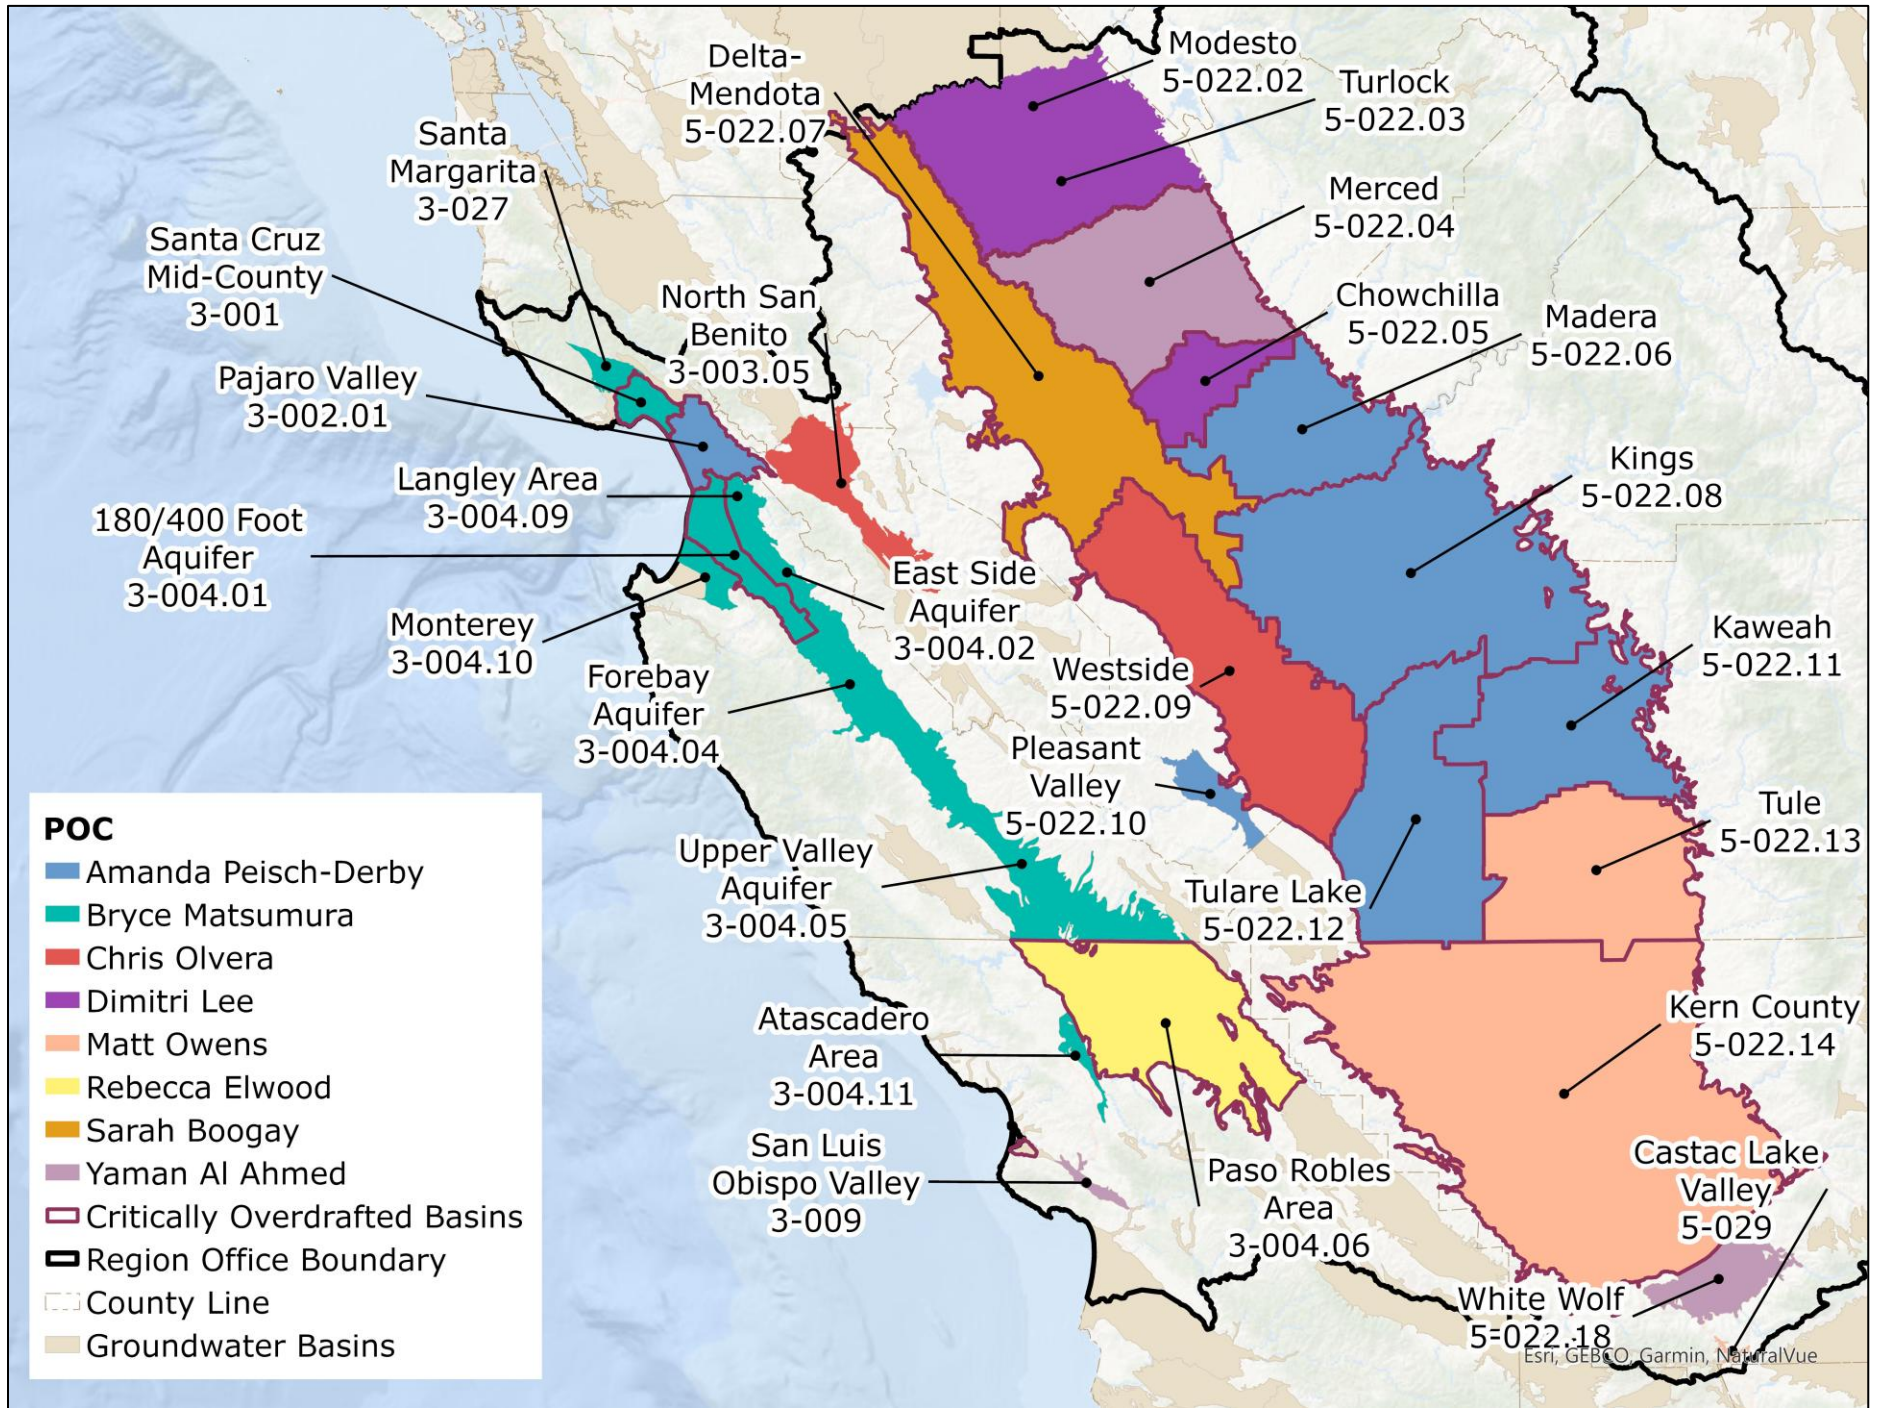 Delta-
Mendota
5-022.07
Modesto
5-022.02
Turlock
5-022.03
Santa
Margarita
3-027
Merced
5-022.04
Santa Cruz
Mid-County
3-001
North San
Benito
3-003.05
Chowchilla
5-022.05
Madera
5-022.06
Pajaro Valley
3-002.01
Langley Area
3-004.09
Kings
5-022.08
180/400 Foot
Aquifer
3-004.01
East Side
Aquifer
3-004.02
Monterey
3-004.10
Kaweah
5-022.11
Forebay
Aquifer
3-004.04
Westside
5-022.09
Pleasant
Valley
5-022.10
Tule
5-022.13
Upper Valley
Aquifer
3-004.05
Tulare Lake
5-022.12
Atascadero
Area
3-004.11
Kern County
5-022.14
San Luis
Obispo Valley
3-009
Paso Robles
Area
3-004.06
Castac Lake
Valley
5-029
White Wolf
5-022.18
Esri, GEBCO, Garmin, NaturalVue
POC
Amanda Peisch-Derby
Bryce Matsumura
Chris Olvera
Dimitri Lee
Matt Owens
Rebecca Elwood
Sarah Boogay
Yaman Al Ahmed
Critically Overdrafted Basins
Region Office Boundary
County Line
Groundwater Basins